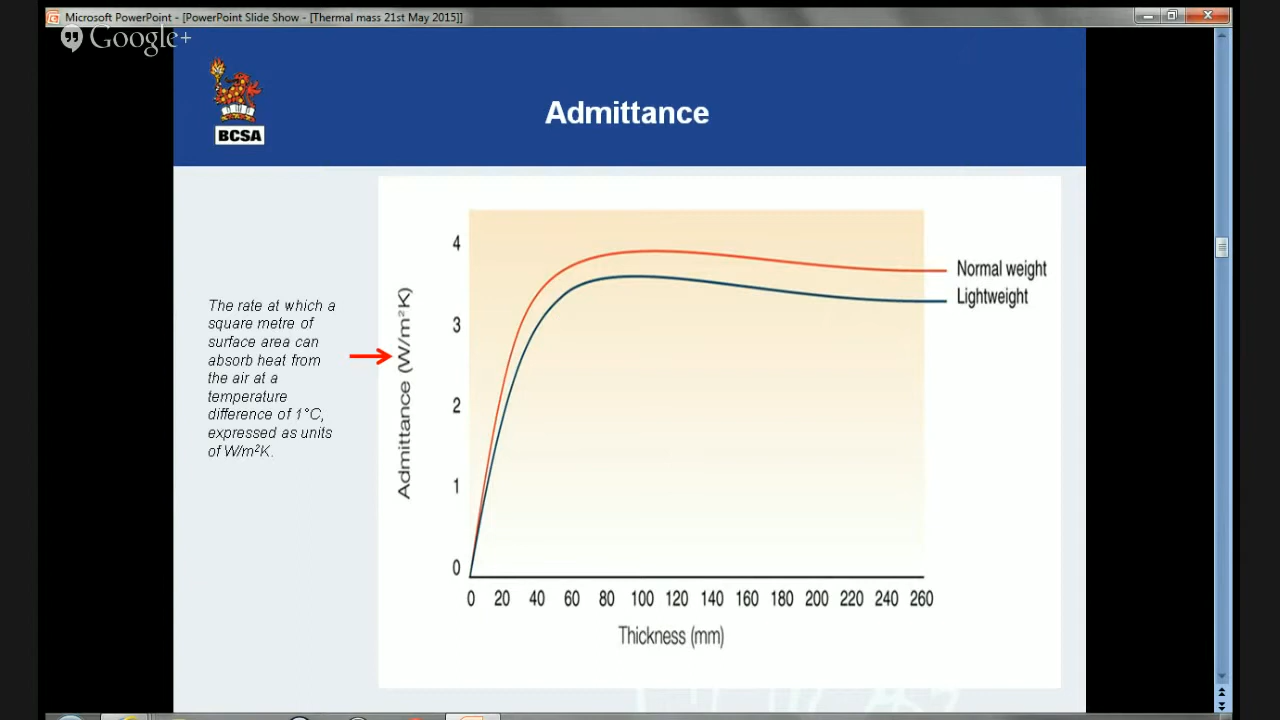 Microsoft PowerPoint - [PowerPoint Slide Show - [Thermal mass 21st May 2015]]
Google+
BCSA
Admittance
The rate at which a
square metre of
surface area can
absorb heat from
the air at a
temperature
difference of 1°C,
expressed as units
of W/m²K.
Admittance (W/m²K)
4
3
2
1
0
Normal weight
Lightweight
0 20 40 60 80 100 120 140 160 180 200 220 240 260
Thickness (mm)